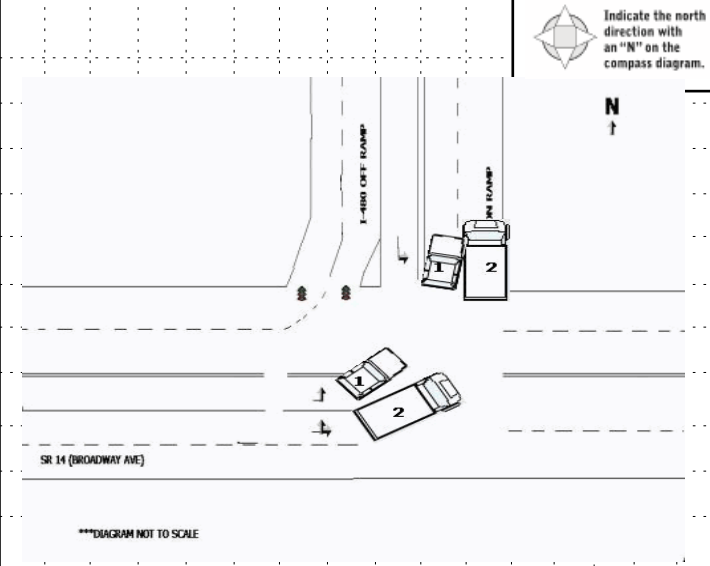 Indicate the north
direction with
an "N" on the
compass diagram.
N
I-480 OFF RAMP
ON RAMP
1
2
1
2
SR 14 (BROADWAY AVE)
***DIAGRAM NOT TO SCALE